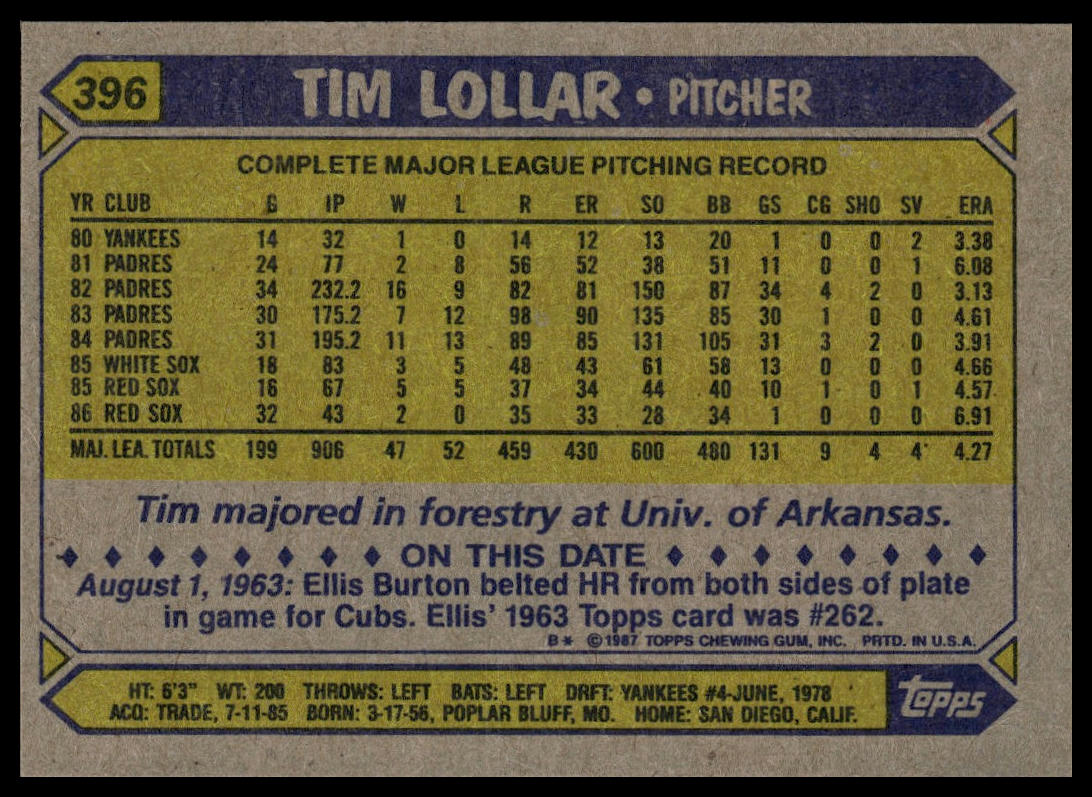 396 TIM LOLLAR • PITCHER
COMPLETE MAJOR LEAGUE PITCHING RECORD
YR CLUB G IP W L R ER SO BB GS CG SHO SV ERA
80 YANKEES 14 32 1 0 14 12 13 20 1 0 0 2 3.38
81 PADRES 24 77 2 8 56 52 38 51 11 0 0 1 6.08
82 PADRES 34 232.2 16 9 82 81 150 87 34 4 2 0 3.13
83 PADRES 30 175.2 7 12 98 90 135 85 30 1 0 0 4.61
84 PADRES 31 195.2 11 13 89 85 131 105 31 3 2 0 3.91
85 WHITE SOX 18 83 3 5 48 43 61 58 13 0 0 0 4.66
85 RED SOX 16 67 5 5 37 34 44 40 10 1 0 1 4.57
86 RED SOX 32 43 2 0 35 33 28 34 1 0 0 0 6.91
MAJ. LEA. TOTALS 199 906 47 52 459 430 600 480 131 9 4 4 4.27
Tim majored in forestry at Univ. of Arkansas.
ON THIS DATE
August 1, 1963: Ellis Burton belted HR from both sides of plate
in game for Cubs. Ellis' 1963 Topps card was #262.
B* ©1987 TOPPS CHEWING GUM, INC. PRTD. IN U.S.A.
HT: 6'3" WT: 200 THROWS: LEFT BATS: LEFT DRFT: YANKEES #4-JUNE, 1978
ACQ: TRADE, 7-11-85 BORN: 3-17-56, POPLAR BLUFF, MO. HOME: SAN DIEGO, CALIF.
topps